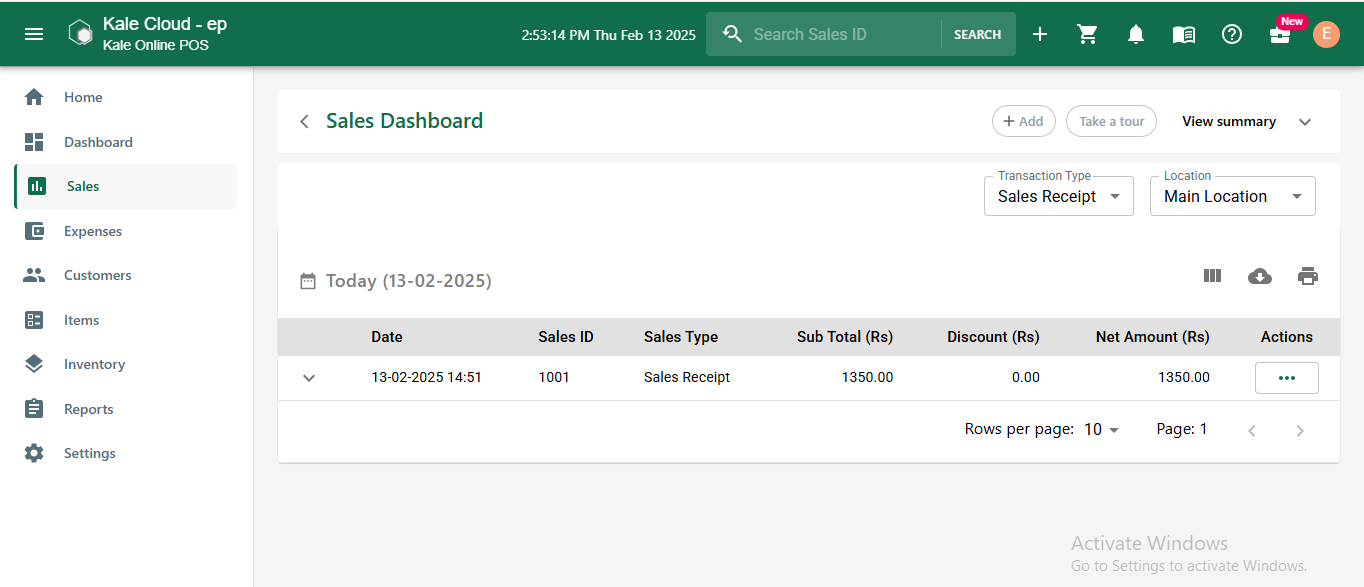 Kale Cloud - ep
Kale Online POS
2:53:14 PM Thu Feb 13 2025
Search Sales ID
SEARCH
New
E
Home
Dashboard
Sales
Expenses
Customers
Items
Inventory
Reports
Settings
Sales Dashboard
Add
Take a tour
View summary
Transaction Type
Sales Receipt
Location
Main Location
Today (13-02-2025)
Date Sales ID Sales Type Sub Total (Rs) Discount (Rs) Net Amount (Rs) Actions
13-02-2025 14:51 1001 Sales Receipt 1350.00 0.00 1350.00
Rows per page: 10 Page: 1
Activate Windows
Go to Settings to activate Windows.